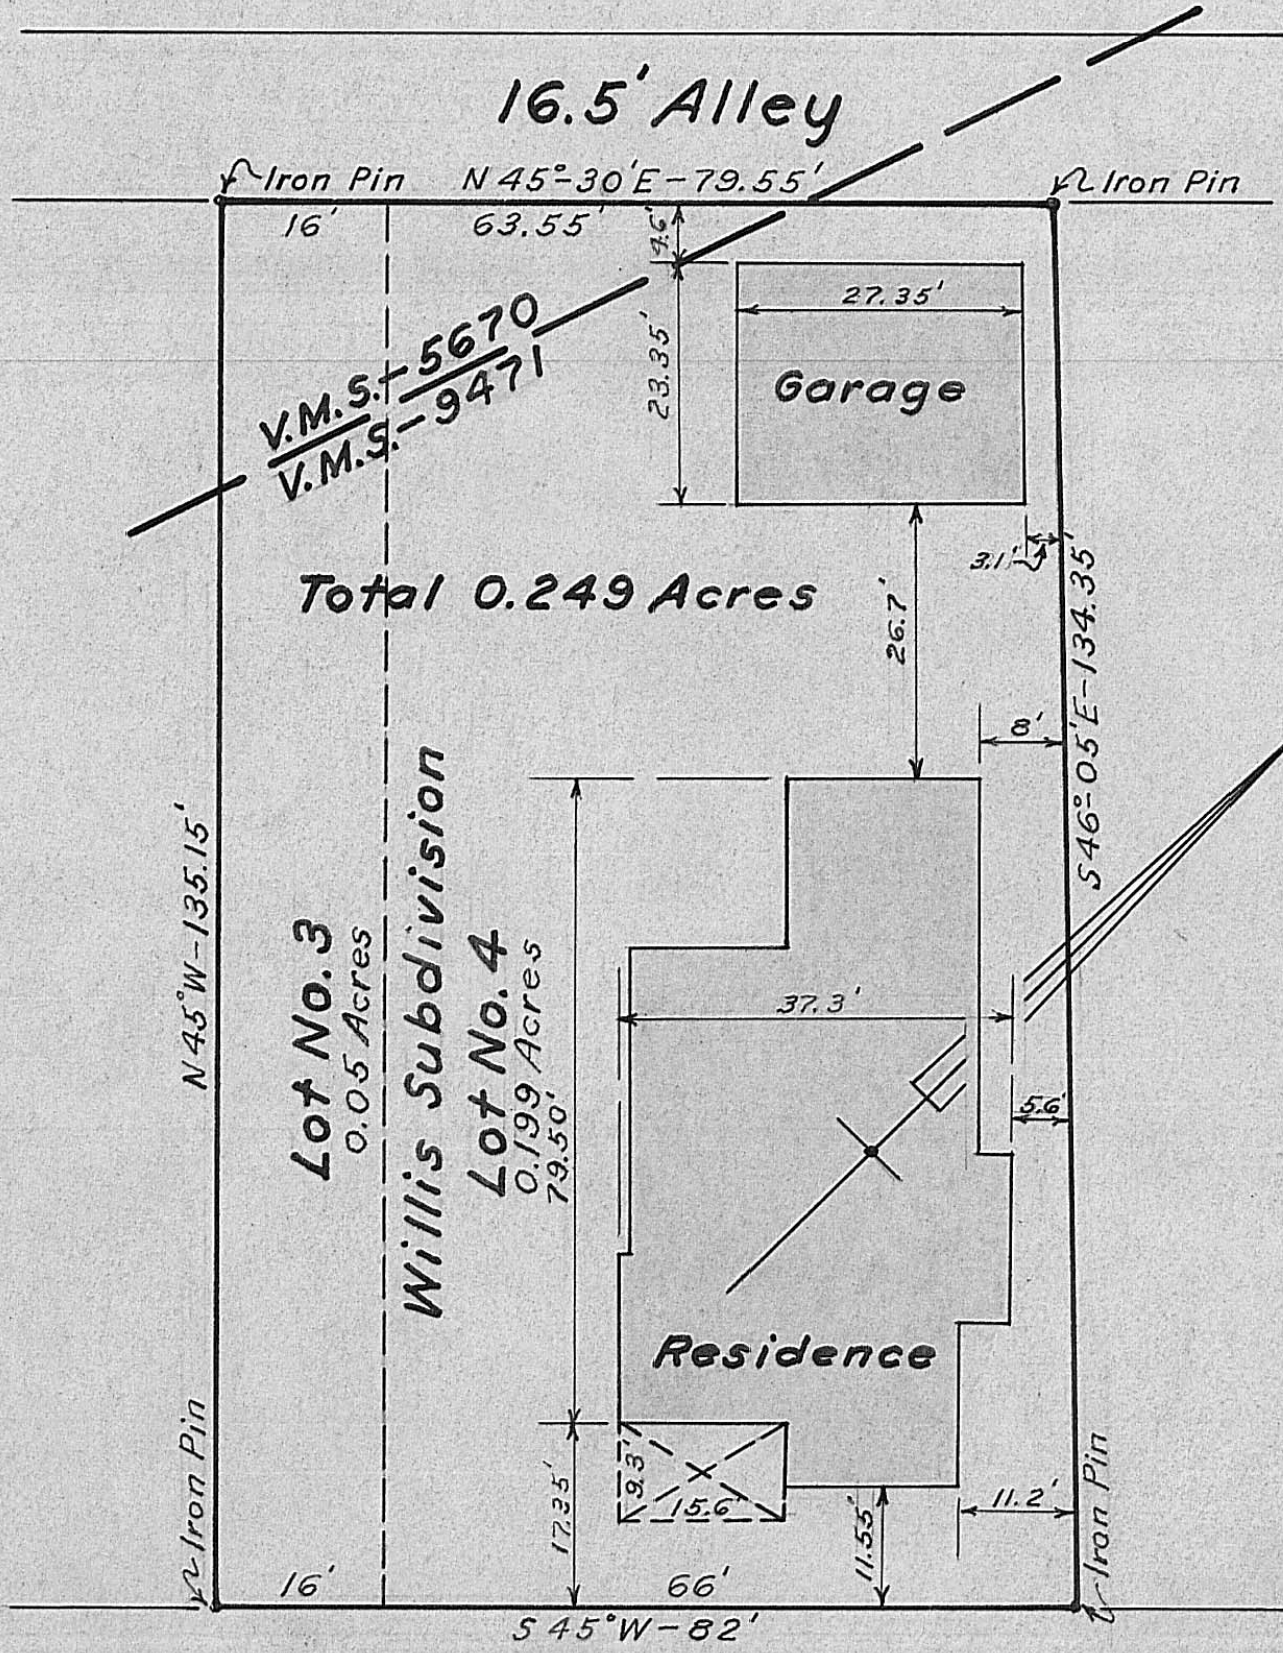 16.5' Alley
Iron Pin
N 45°-30'E-79.55'
Iron Pin
16'
63.55'
4.6'
27.35'
23.35'
Garage
V.M.S.-5670
V.M.S.-9471
3.1'
Total 0.249 Acres
26.7'
S 46°-05'E-134.35'
8'
N 45°W-135.15'
Lot No. 3
0.05 Acres
Willis Subdivision
Lot No. 4
0.199 Acres
79.50'
37.3'
5.6'
Residence
9.3'
15.6'
17.35'
11.55'
11.2'
Iron Pin
Iron Pin
16'
66'
S 45°W-82'